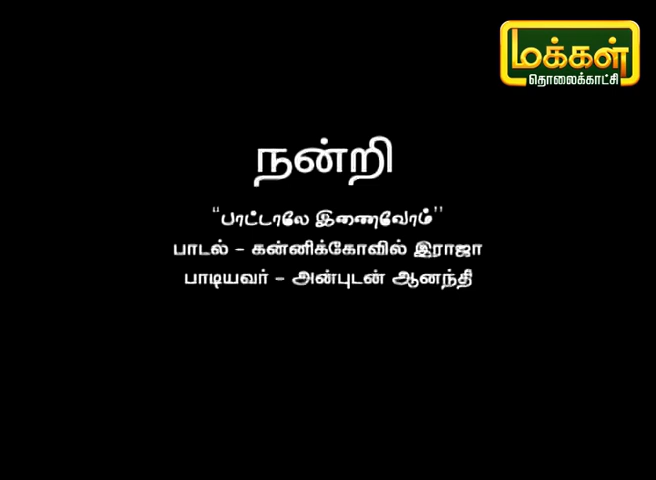 மக்கள்
தொலைக்காட்சி
நன்றி
“பாட்டாலே இணைவோம்”
பாடல் – கன்னிக்கோவில் இராஜா
பாடியவர் – அன்புடன் ஆனந்தி